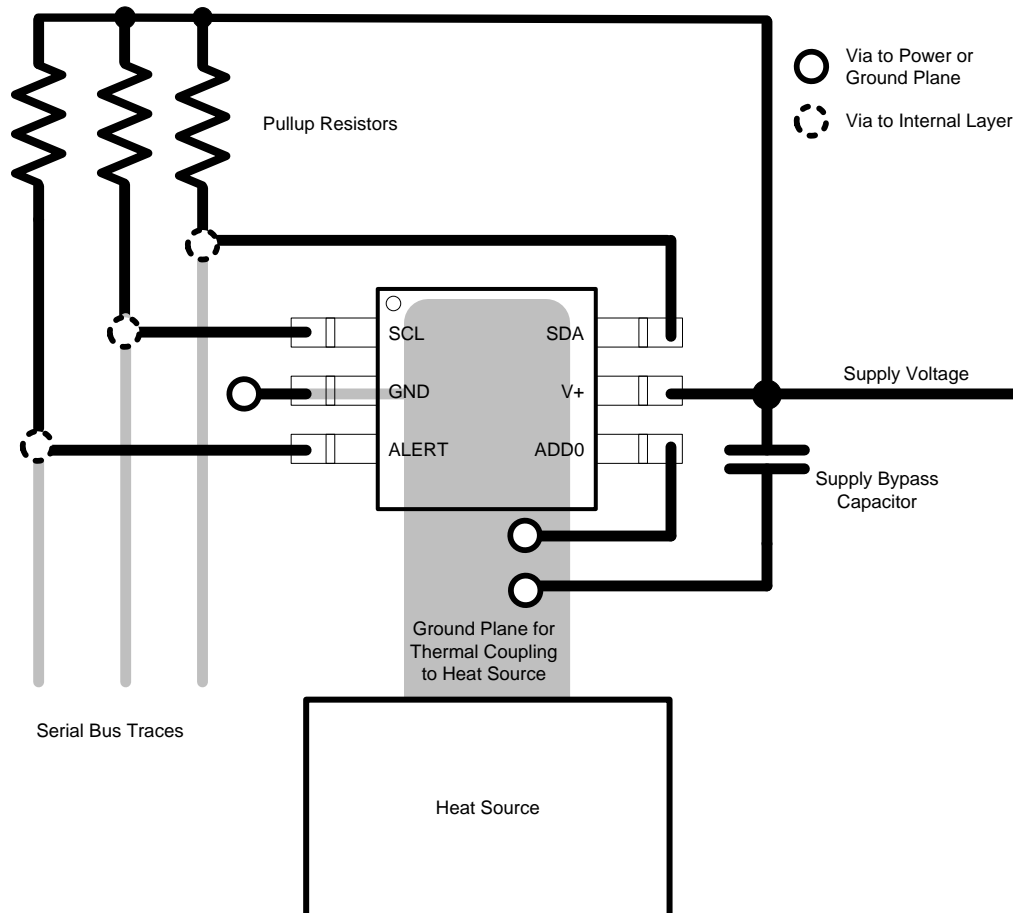 Via to Power or
Ground Plane
Via to Internal Layer
Pullup Resistors
SCL
SDA
GND
V+
ALERT
ADD0
Supply Voltage
Supply Bypass
Capacitor
Ground Plane for
Thermal Coupling
to Heat Source
Serial Bus Traces
Heat Source